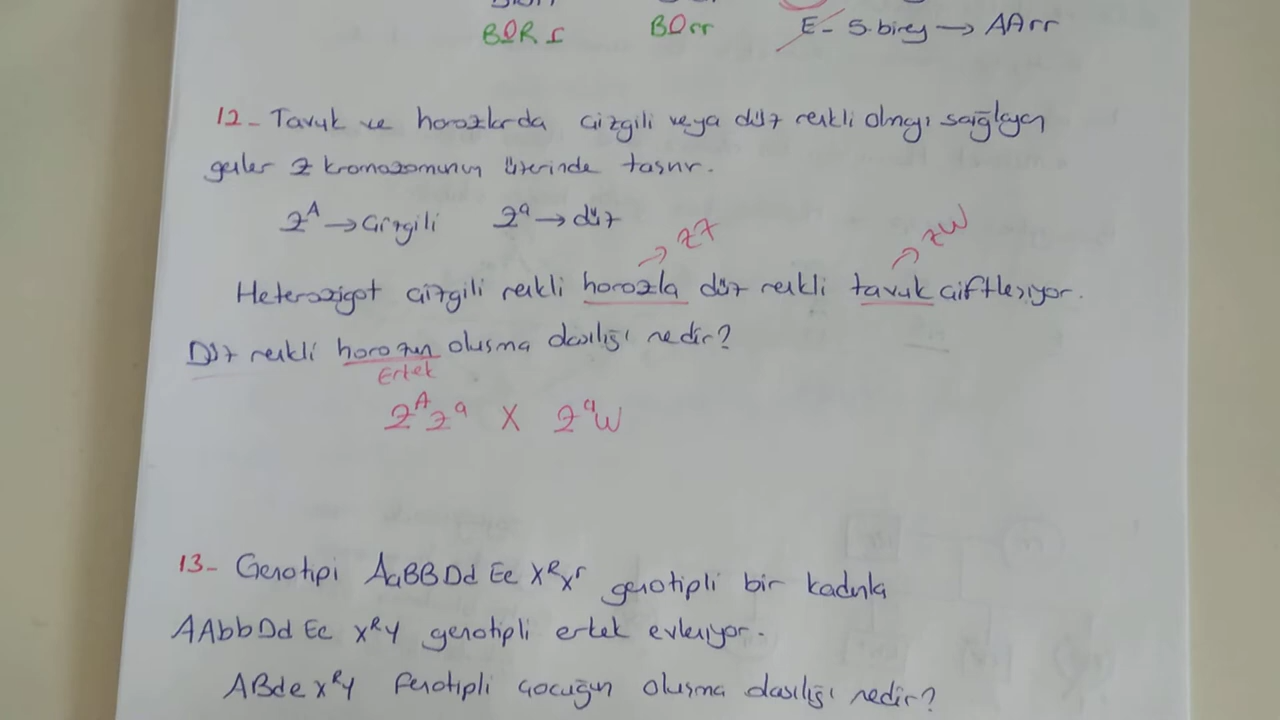 BORr BOrr E- 5.birey → AArr
12- Tavuk ve horozlarda çizgili veya düz renkli olmayı sağlayan
genler Z kromozomunun üzerinde taşınır.
Z^A → Çizgili Z^a → düz
→ ZZ → ZW
Heterozigot çizgili renkli horozla düz renkli tavuk çiftleşiyor.
Düz renkli horozun oluşma olasılığı nedir?
Erkek
Z^A Z^a X Z^a W
13- Genotipi AaBBDdEe X^R X^r genotipli bir kadınla
AAbbDdEe X^R Y genotipli erkek evleniyor.
ABde X^R Y fenotipli çocuğun oluşma olasılığı nedir?